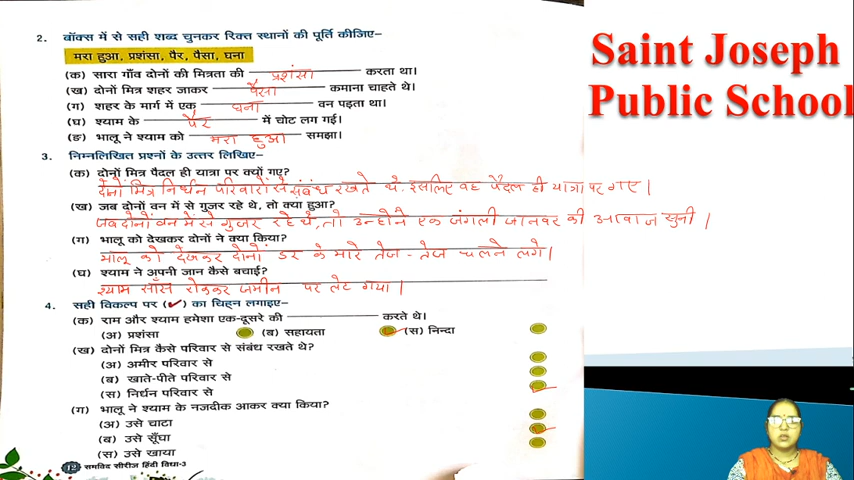 2. बॉक्स में से सही शब्द चुनकर रिक्त स्थानों की पूर्ति कीजिए–
मरा हुआ, प्रशंसा, पैर, पैसा, घना
(क) सारा गाँव दोनों की मित्रता की प्रशंसा करता था।
(ख) दोनों मित्र शहर जाकर पैसा कमाना चाहते थे।
(ग) शहर के मार्ग में एक घना वन पड़ता था।
(घ) श्याम के पैर में चोट लग गई।
(ङ) भालू ने श्याम को मरा हुआ समझा।
3. निम्नलिखित प्रश्नों के उत्तर लिखिए–
(क) दोनों मित्र पैदल ही यात्रा पर क्यों गए?
दोनों मित्र निर्धन परिवारों से संबंध रखते थे. इसलिए वह पैदल ही यात्रा पर गए।
(ख) जब दोनों वन में से गुजर रहे थे, तो क्या हुआ?
जब दोनों वन में से गुजर रहे थे, तो उन्होंने एक जंगली जानवर की आवाज सुनी।
(ग) भालू को देखकर दोनों ने क्या किया?
भालू को देखकर दोनों डर के मारे तेज-तेज चलने लगे।
(घ) श्याम ने अपनी जान कैसे बचाई?
श्याम साँस रोककर जमीन पर लेट गया।
4. सही विकल्प पर (✓) का चिह्न लगाइए–
(क) राम और श्याम हमेशा एक-दूसरे की ________ करते थे।
(अ) प्रशंसा (ब) सहायता (स) निन्दा
(ख) दोनों मित्र कैसे परिवार से संबंध रखते थे?
(अ) अमीर परिवार से
(ब) खाते-पीते परिवार से
(स) निर्धन परिवार से
(ग) भालू ने श्याम के नजदीक आकर क्या किया?
(अ) उसे चाटा
(ब) उसे सूँघा
(स) उसे खाया
12 समविद सीरीज हिंदी विधा-3
Saint Joseph
Public School